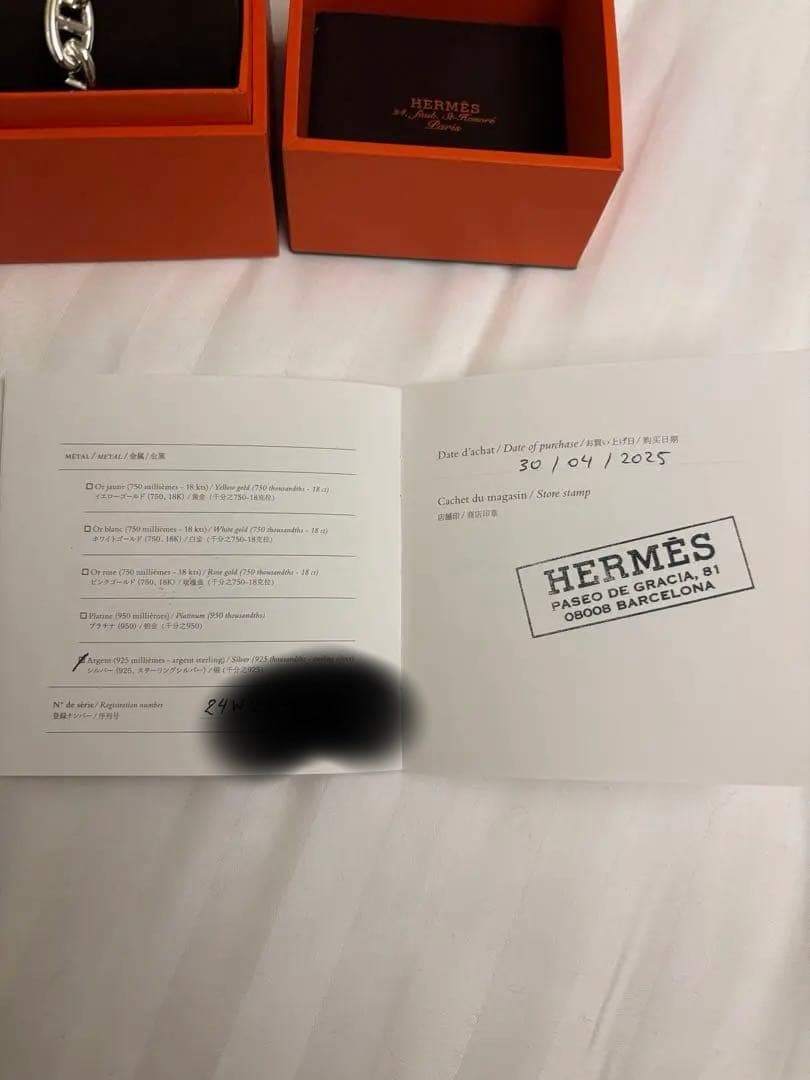 HERMÈS
24, Faub. St-Honoré
Paris
MÉTAL / METAL / 金属 / 金属
Or jaune (750 millièmes - 18 kts) / Yellow gold (750 thousandths - 18 ct)
イエローゴールド (750, 18K) / 黄金 (千分之750-18克拉)
Or blanc (750 millièmes - 18 kts) / White gold (750 thousandths - 18 ct)
ホワイトゴールド (750, 18K) / 白金 (千分之750-18克拉)
Or rose (750 millièmes - 18 kts) / Rose gold (750 thousandths - 18 ct)
ピンクゴールド (750, 18K) / 玫瑰金 (千分之750-18克拉)
Platine (950 millièmes) / Platinum (950 thousandths)
プラチナ (950) / 铂金 (千分之950)
Argent (925 millièmes - argent sterling) / Silver (925 thousandths - sterling silver)
シルバー (925, スターリングシルバー) / 银 (千分之925)
N° de série / Registration number
登録ナンバー / 序列号
24W
Date d'achat / Date of purchase / お買い上げ日 / 购买日期
30 / 04 / 2025
Cachet du magasin / Store stamp
店舗印 / 商店印章
HERMĒS
PASEO DE GRACIA, 81
08008 BARCELONA